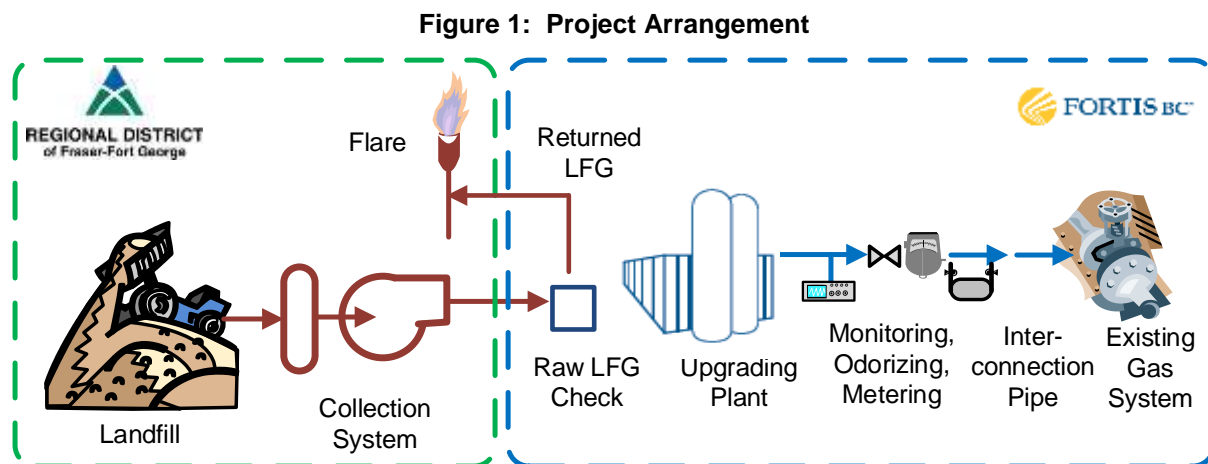 Figure 1: Project Arrangement
REGIONAL DISTRICT
of Fraser-Fort George
FORTIS BC™
Flare
Returned
LFG
Landfill
Collection
System
Raw LFG
Check
Upgrading
Plant
Monitoring,
Odorizing,
Metering
Inter-
connection
Pipe
Existing
Gas
System